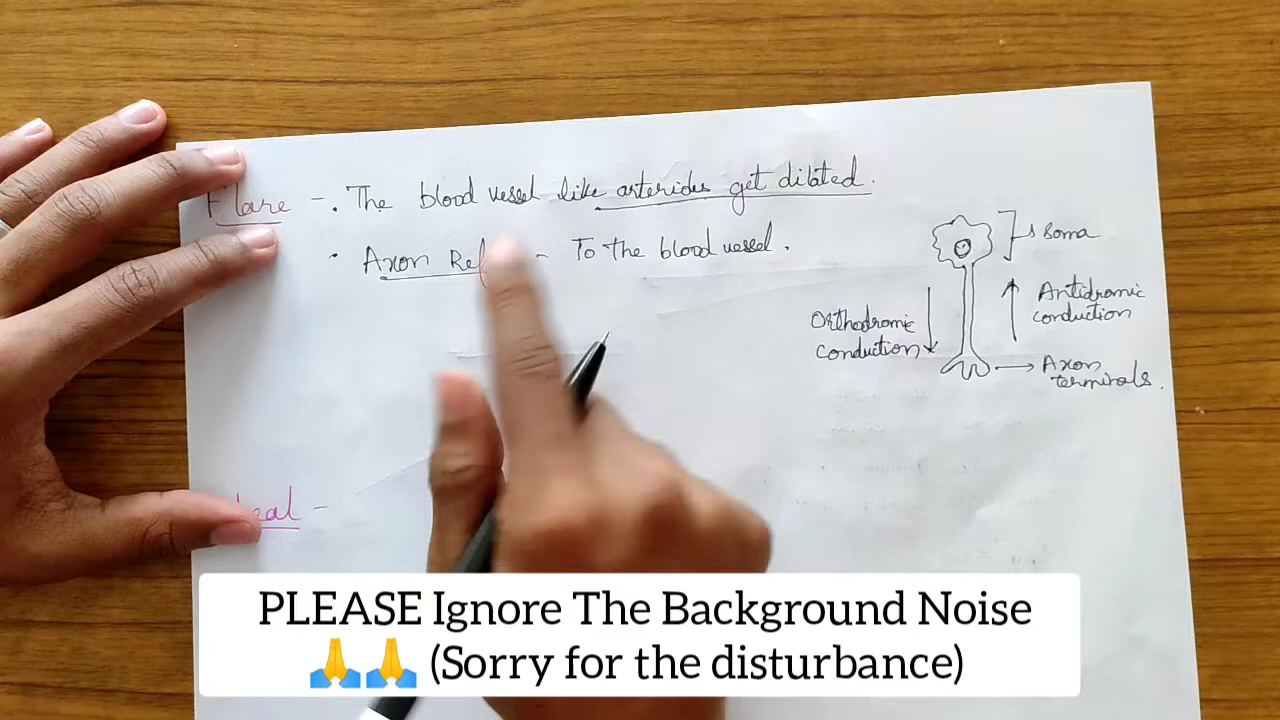 Flare - . The blood vessel like arterioles get dilated.
. Axon Ref - To the blood vessel.
Soma
Orthodromic
conduction
Antidromic
conduction
Axon
terminals.
eal -
PLEASE Ignore The Background Noise
🙏🙏 (Sorry for the disturbance)